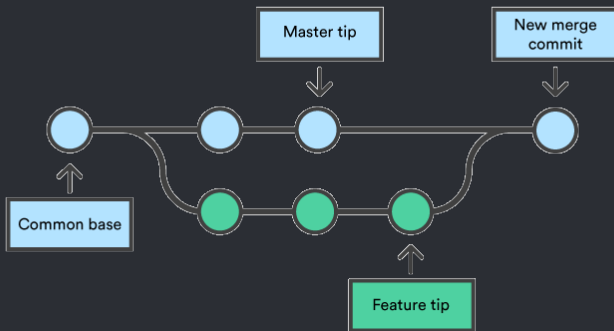 Master tip
New merge
commit
Common base
Feature tip